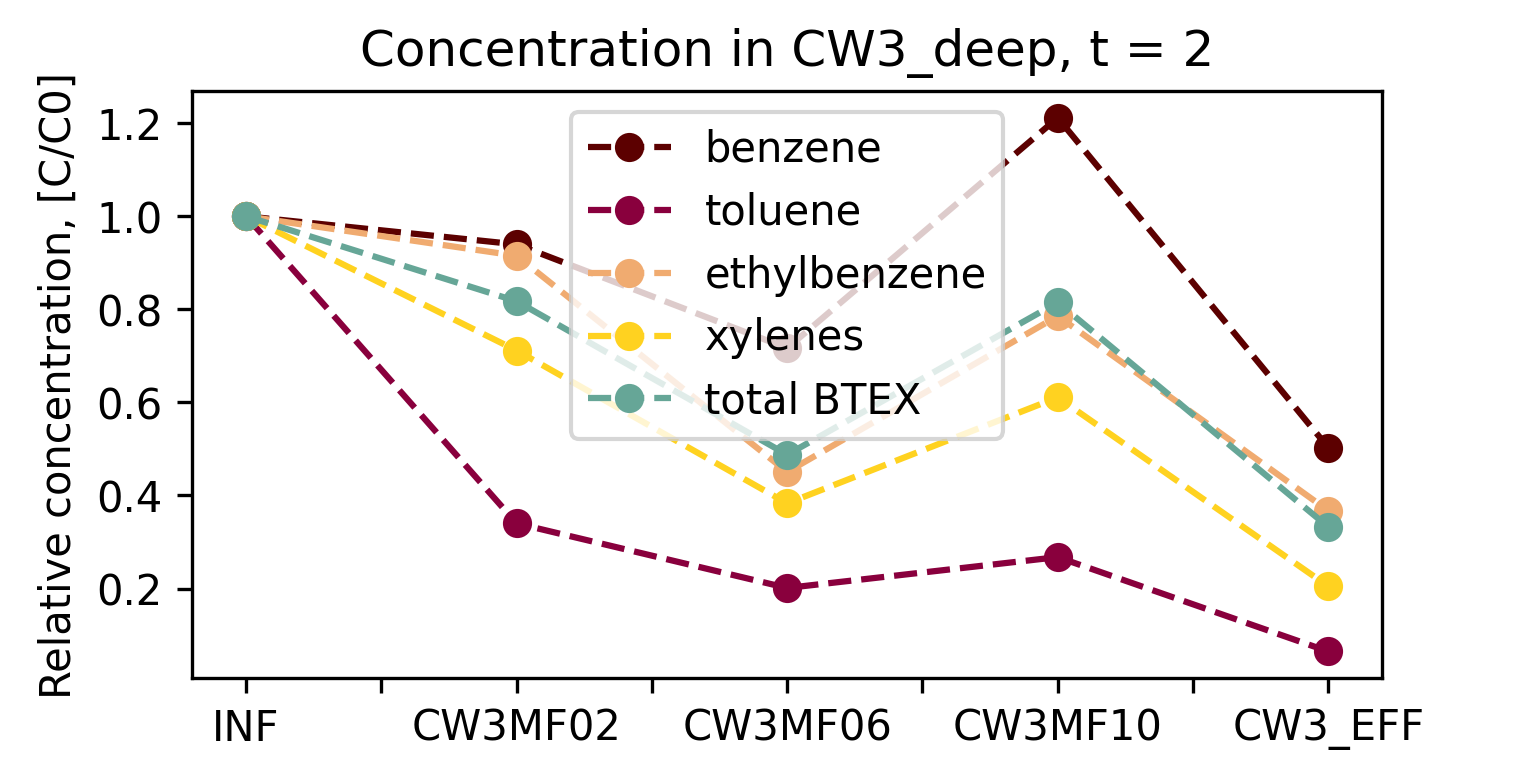 Concentration in CW3_deep, t = 2
Relative concentration, [C/C0]
1.2
1.0
0.8
0.6
0.4
0.2
benzene
toluene
ethylbenzene
xylenes
total BTEX
INF
CW3MF02
CW3MF06
CW3MF10
CW3_EFF